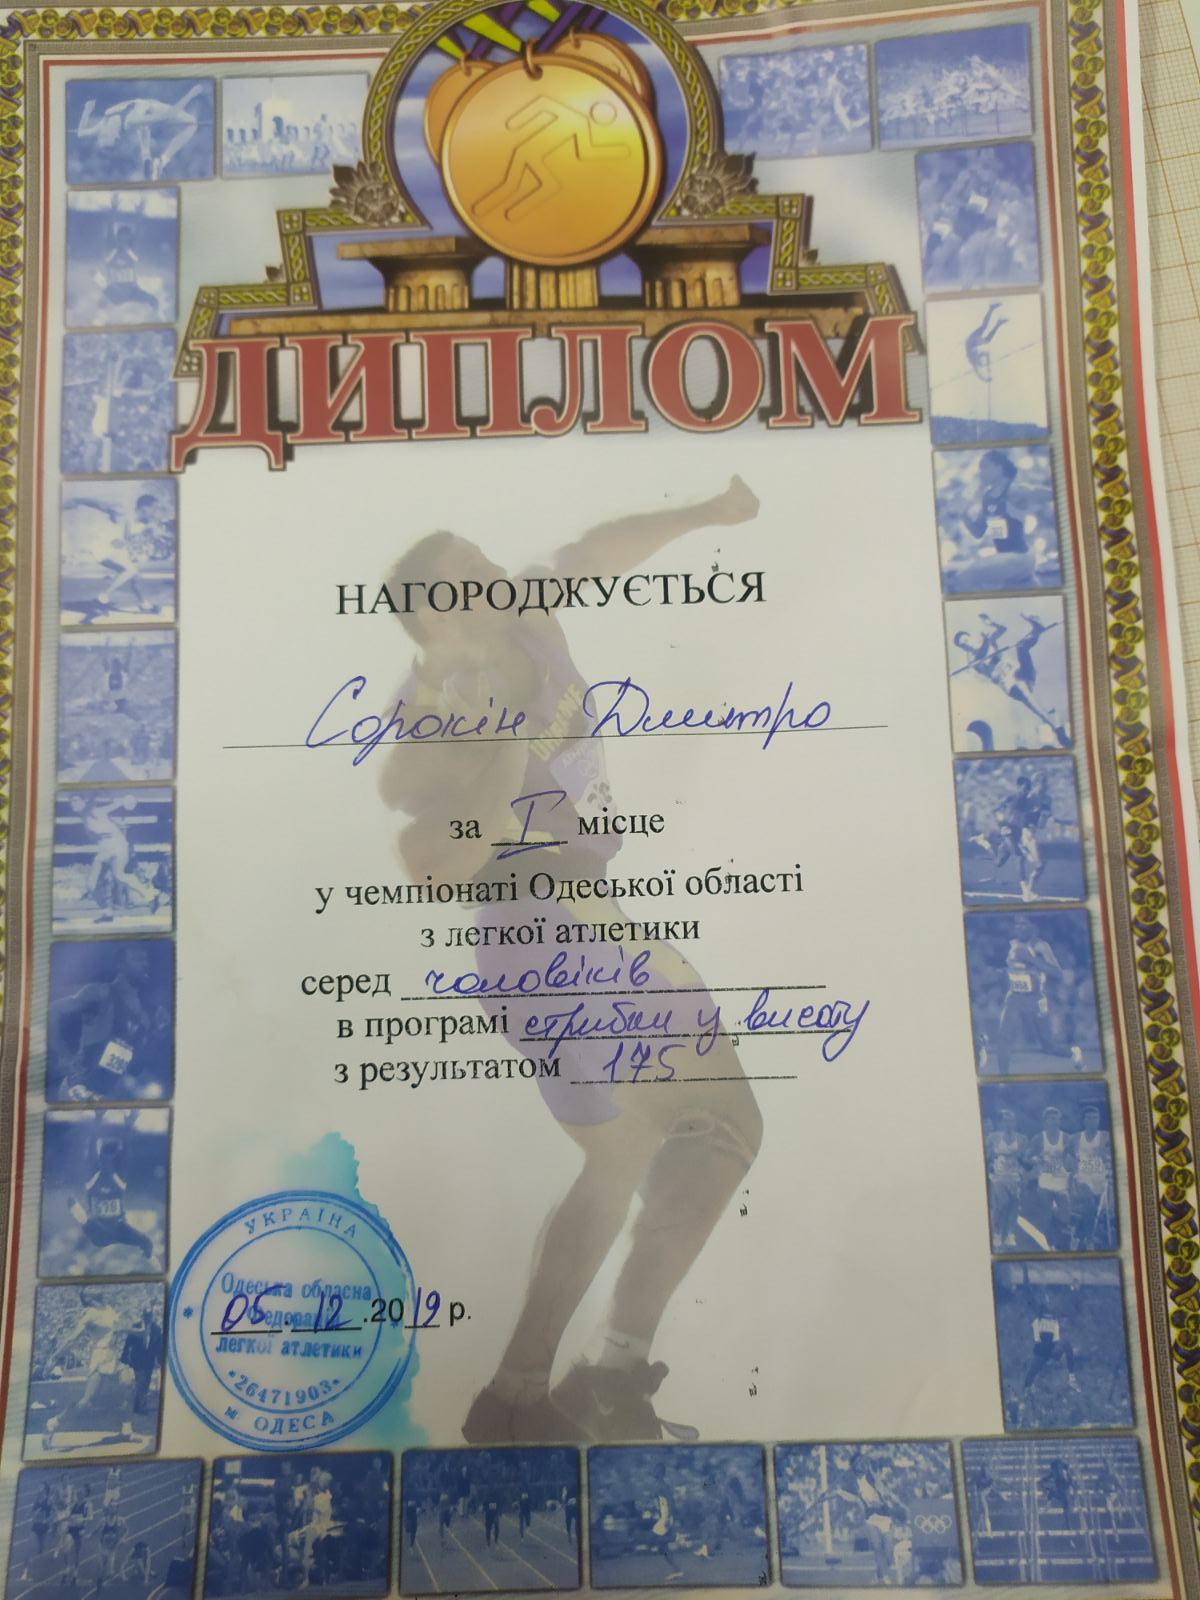 ДИПЛОМ
НАГОРОДЖУЄТЬСЯ
Сорокін Дмитро
за I місце
у чемпіонаті Одеської області
з легкої атлетики
серед чоловіків
в програмі стрибки у висоту
з результатом 175
УКРАЇНА
Одеська обласна
Федерація
легкої атлетики
*26471903*
м ОДЕСА
05.12.2019 р.